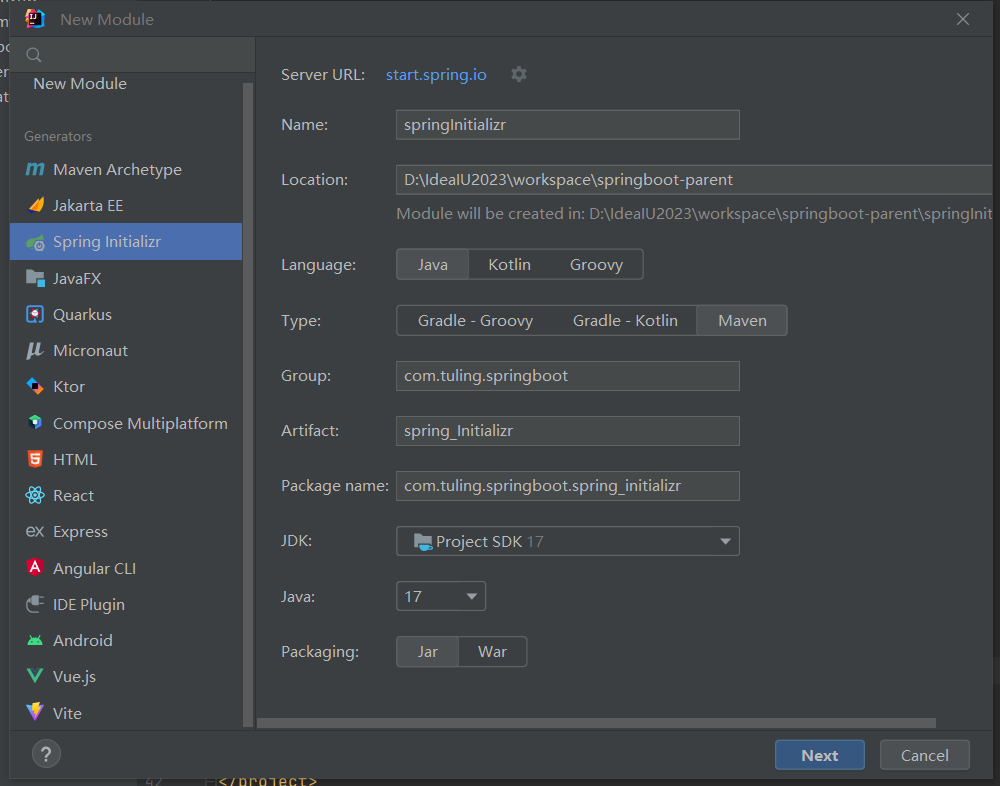 New Module
New Module
Generators
Maven Archetype
Jakarta EE
Spring Initializr
JavaFX
Quarkus
Micronaut
Ktor
Compose Multiplatform
HTML
React
ex Express
Angular CLI
IDE Plugin
Android
Vue.js
Vite
Server URL: start.spring.io
Name: springInitializr
Location: D:\IdeaIU2023\workspace\springboot-parent
Module will be created in: D:\IdeaIU2023\workspace\springboot-parent\springInit
Language: Java Kotlin Groovy
Type: Gradle - Groovy Gradle - Kotlin Maven
Group: com.tuling.springboot
Artifact: spring_Initializr
Package name: com.tuling.springboot.spring_initializr
JDK: Project SDK 17
Java: 17
Packaging: Jar War
? Next Cancel
42 </project>